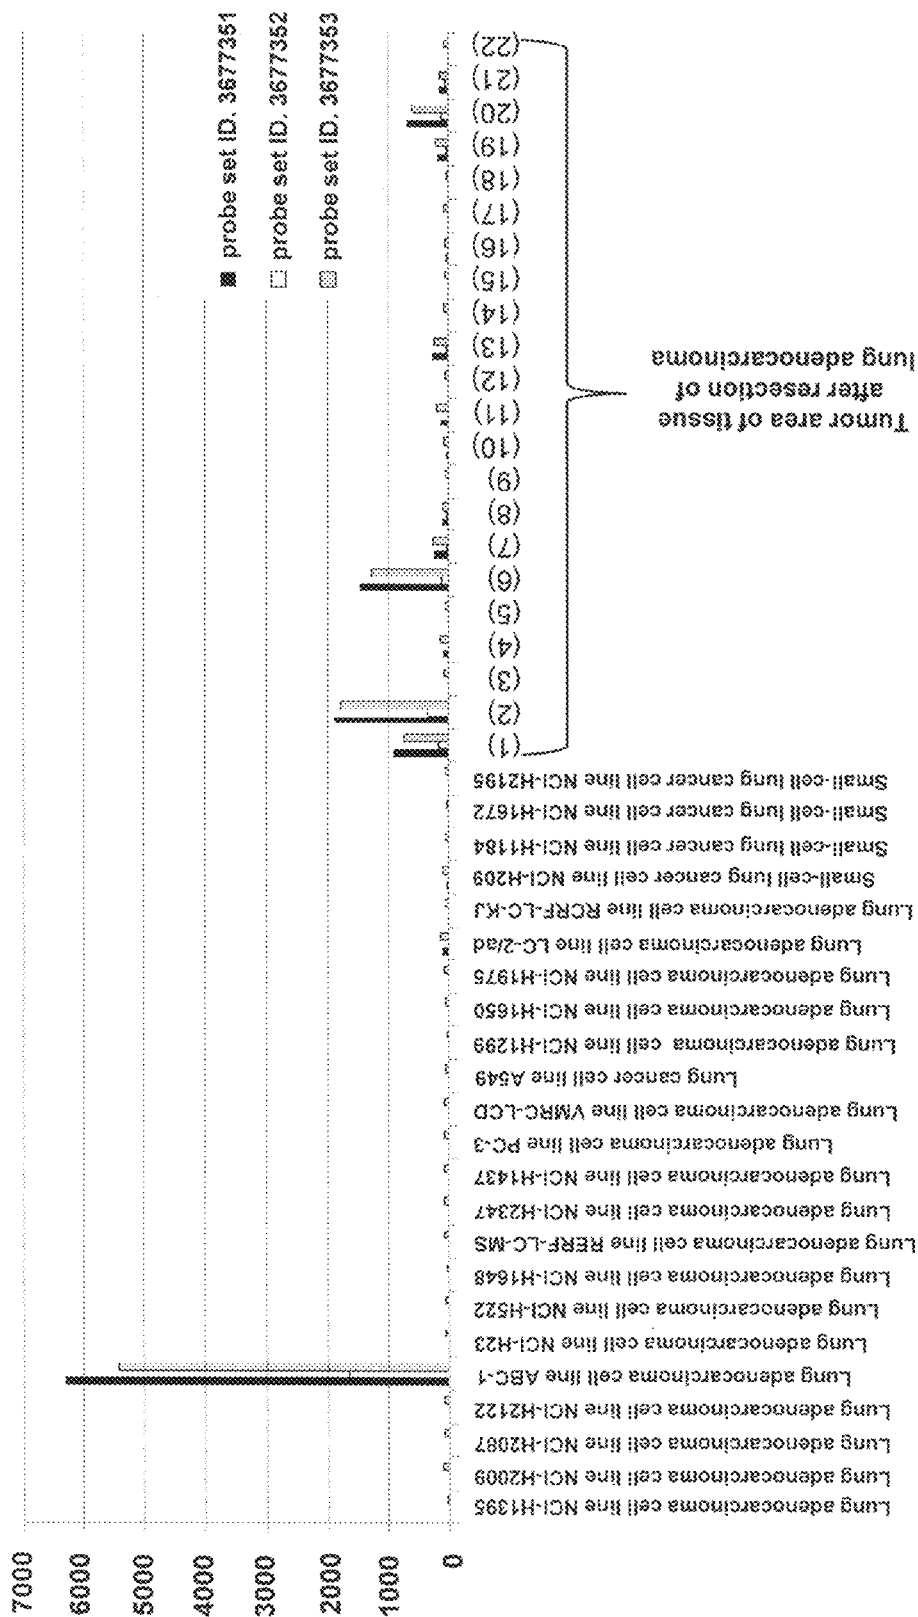 7000
6000
5000
4000
3000
2000
1000
0
probe set ID. 3677351
probe set ID. 3677352
probe set ID. 3677353
Lung adenocarcinoma cell line NCI-H1395
Lung adenocarcinoma cell line NCI-H2009
Lung adenocarcinoma cell line NCI-H2087
Lung adenocarcinoma cell line NCI-H2122
Lung adenocarcinoma cell line ABC-1
Lung adenocarcinoma cell line NCI-H23
Lung adenocarcinoma cell line NCI-H522
Lung adenocarcinoma cell line NCI-H1648
Lung adenocarcinoma cell line RERF-LC-MS
Lung adenocarcinoma cell line NCI-H2347
Lung adenocarcinoma cell line NCI-H1437
Lung adenocarcinoma cell line PC-3
Lung adenocarcinoma cell line VMRC-LCD
Lung cancer cell line A549
Lung adenocarcinoma cell line NCI-H1299
Lung adenocarcinoma cell line NCI-H1650
Lung adenocarcinoma cell line NCI-H1975
Lung adenocarcinoma cell line LC-2/ad
Lung adenocarcinoma cell line RCRF-LC-KJ
Small-cell lung cancer cell line NCI-H209
Small-cell lung cancer cell line NCI-H1184
Small-cell lung cancer cell line NCI-H1672
Small-cell lung cancer cell line NCI-H2195
(1)
(2)
(3)
(4)
(5)
(6)
(7)
(8)
(9)
(10)
(11)
(12)
(13)
(14)
(15)
(16)
(17)
(18)
(19)
(20)
(21)
(22)
Tumor area of tissue
after resection of
lung adenocarcinoma